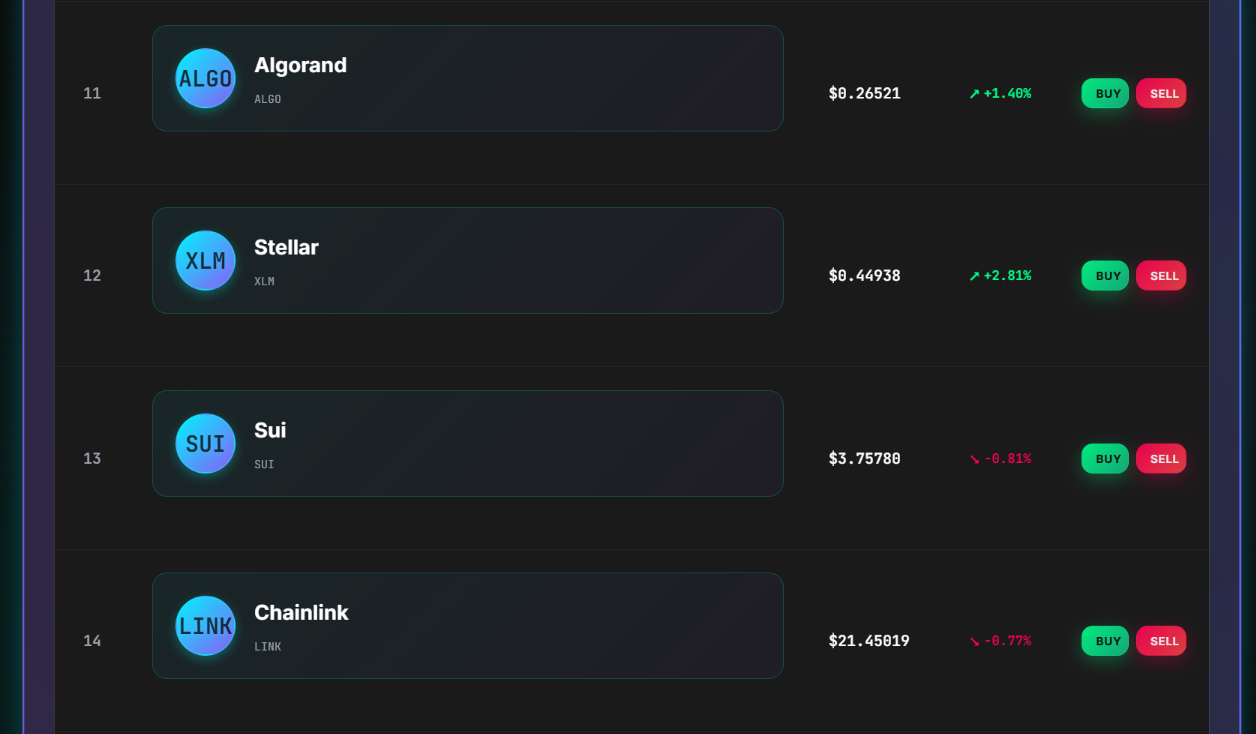 11 ALGO Algorand $0.26521 ↗ +1.40% BUY SELL
ALGO
12 XLM Stellar $0.44938 ↗ +2.81% BUY SELL
XLM
13 SUI Sui $3.75780 ↘ -0.81% BUY SELL
SUI
14 LINK Chainlink $21.45019 ↘ -0.77% BUY SELL
LINK